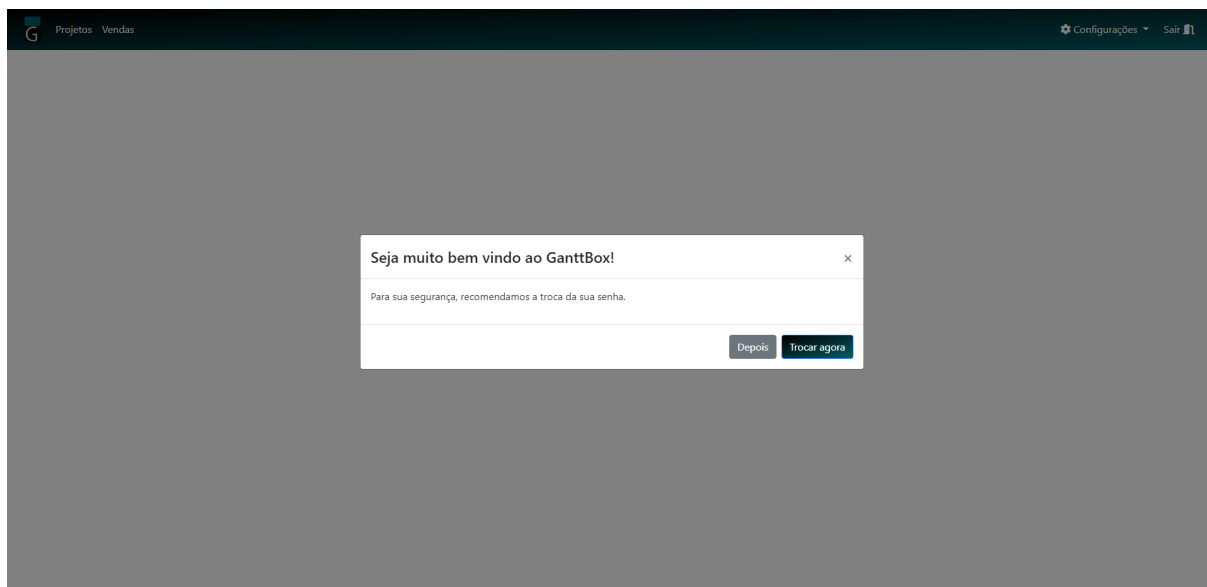 G Projetos Vendas Configurações Sair
Seja muito bem vindo ao GanttBox! ×
Para sua segurança, recomendamos a troca da sua senha.
Depois Trocar agora